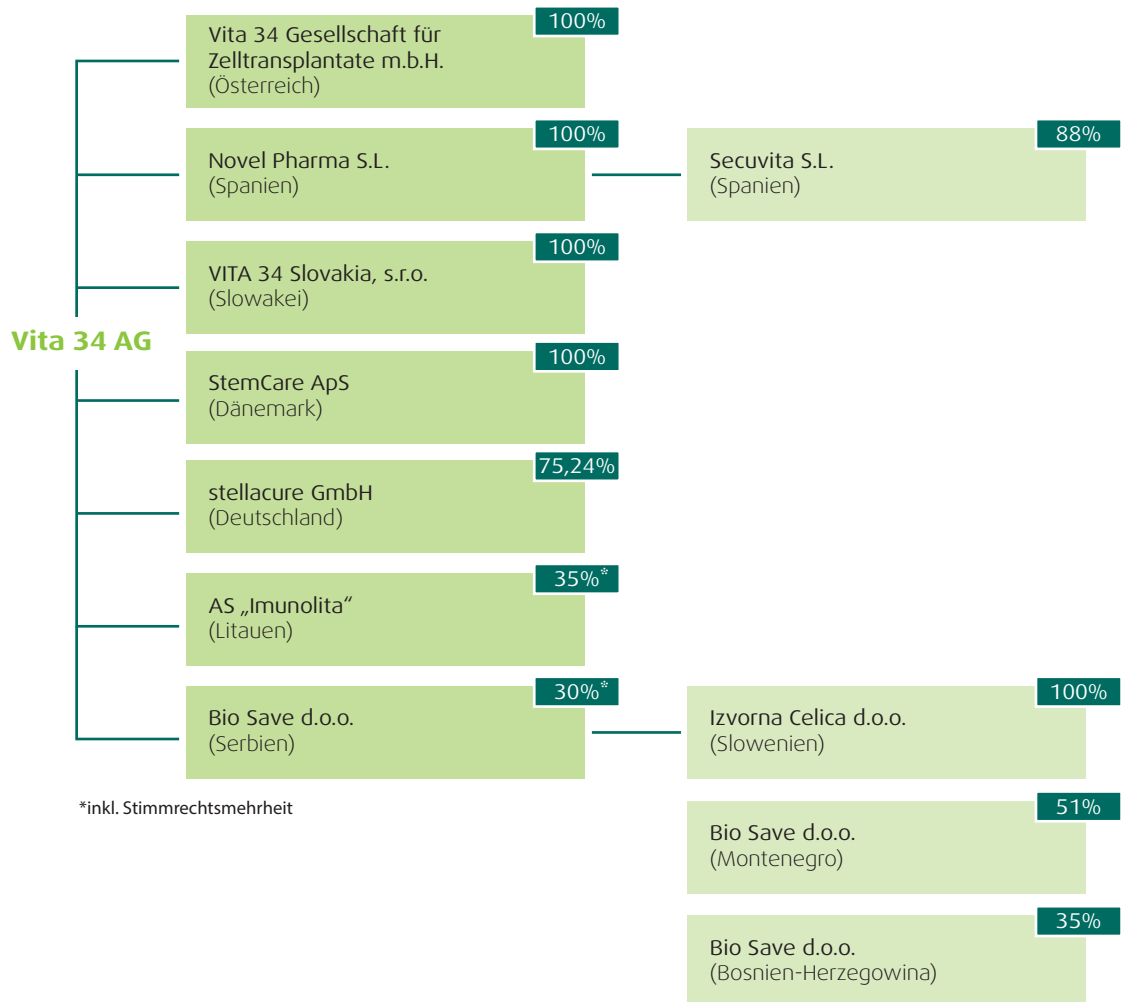 100%
Vita 34 Gesellschaft für
Zelltransplantate m.b.H.
(Österreich)
100%
Novel Pharma S.L.
(Spanien)
88%
Secuvita S.L.
(Spanien)
100%
VITA 34 Slovakia, s.r.o.
(Slowakei)
Vita 34 AG
100%
StemCare ApS
(Dänemark)
75,24%
stellacure GmbH
(Deutschland)
35%*
AS „Imunolita“
(Litauen)
30%*
Bio Save d.o.o.
(Serbien)
100%
Izvorna Celica d.o.o.
(Slowenien)
*inkl. Stimmrechtsmehrheit
51%
Bio Save d.o.o.
(Montenegro)
35%
Bio Save d.o.o.
(Bosnien-Herzegowina)